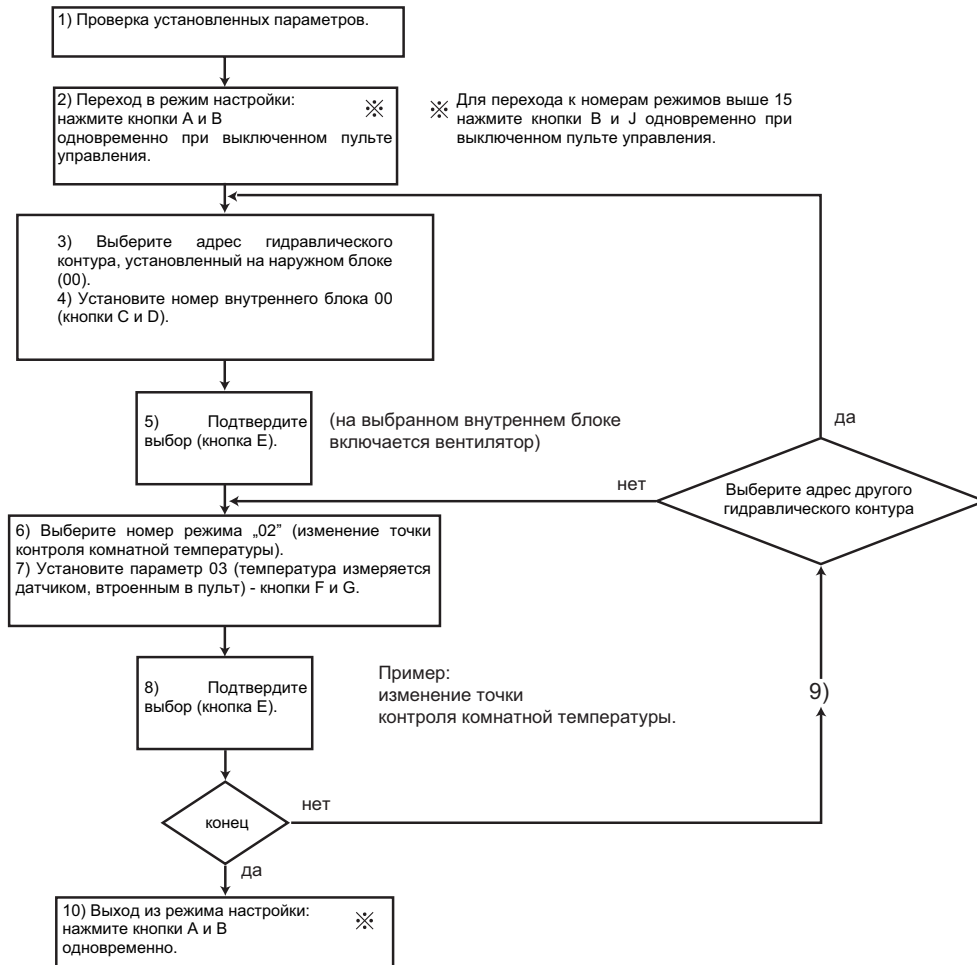 1) Проверка установленных параметров.
2) Переход в режим настройки: ※
нажмите кнопки A и B
одновременно при выключенном пульте
управления.
※ Для перехода к номерам режимов выше 15
нажмите кнопки B и J одновременно при
выключенном пульте управления.
3) Выберите адрес гидравлического
контура, установленный на наружном блоке
(00).
4) Установите номер внутреннего блока 00
(кнопки C и D).
5) Подтвердите
выбор (кнопка E).
(на выбранном внутреннем блоке
включается вентилятор)
да
нет
Выберите адрес другого
гидравлического контура
6) Выберите номер режима „02” (изменение точки
контроля комнатной температуры).
7) Установите параметр 03 (температура измеряется
датчиком, втроенным в пульт) - кнопки F и G.
8) Подтвердите
выбор (кнопка E).
Пример:
изменение точки
контроля комнатной температуры.
9)
конец
нет
да
10) Выход из режима настройки: ※
нажмите кнопки A и B
одновременно.